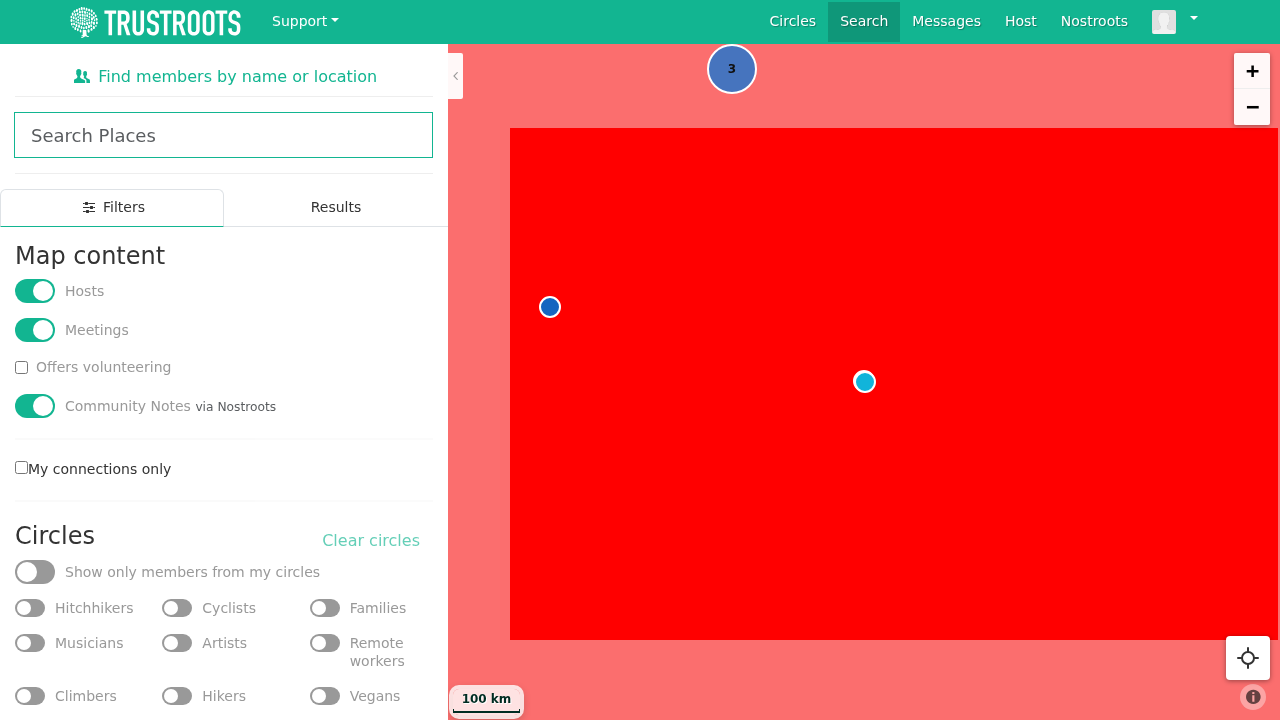 TRUSTROOTS
Support
Circles
Search
Messages
Host
Nostroots
Find members by name or location
Search Places
Filters
Results
Map content
Hosts
Meetings
Offers volunteering
Community Notes via Nostroots
My connections only
Circles
Clear circles
Show only members from my circles
Hitchhikers
Cyclists
Families
Musicians
Artists
Remote
workers
Climbers
Hikers
Vegans
3
+
−
100 km